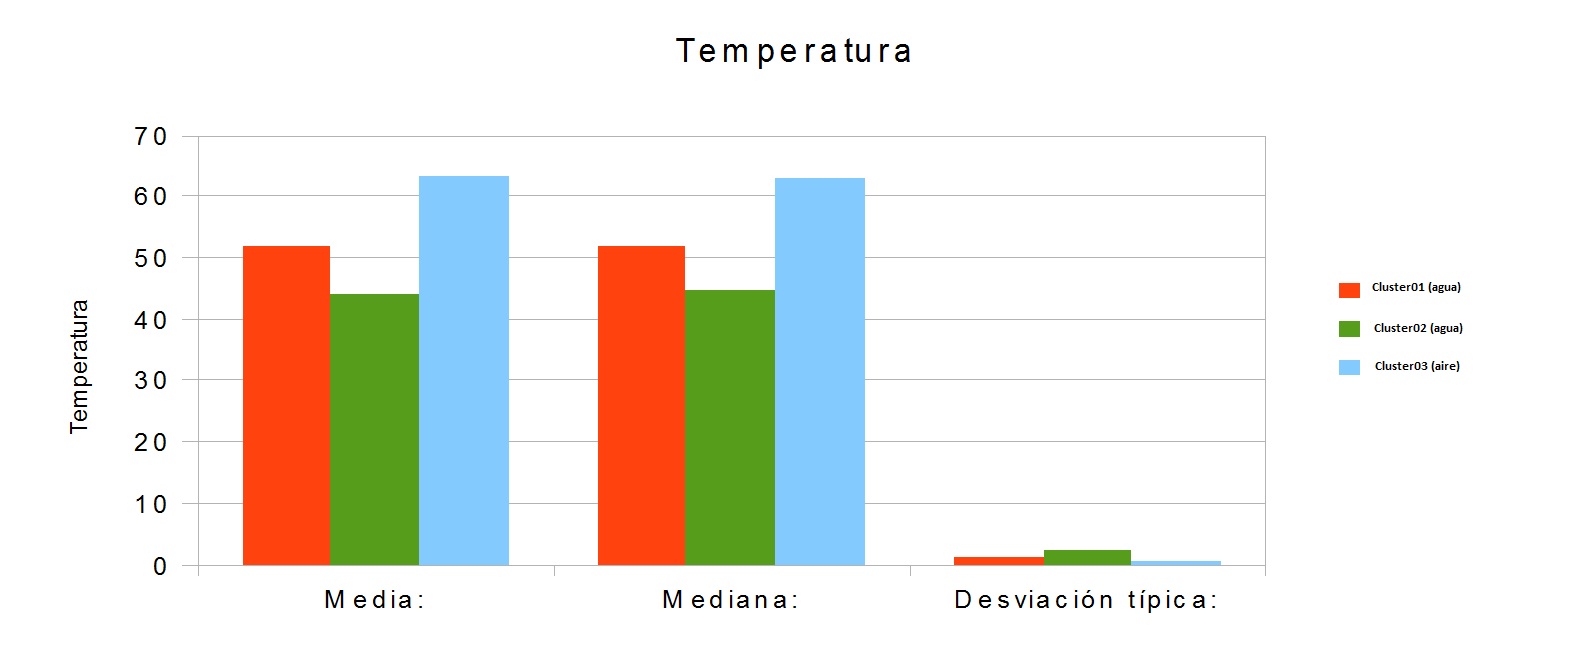 Temperatura
70
60
50
40
30
20
10
0
Temperatura
Media:
Mediana:
Desviación típica:
Cluster01 (agua)
Cluster02 (agua)
Cluster03 (aire)